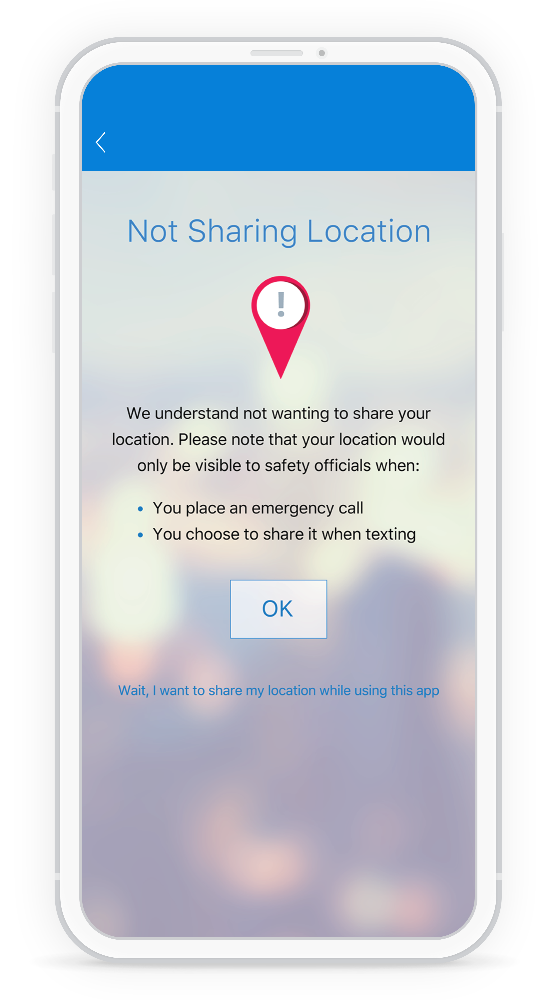 Not Sharing Location
!
We understand not wanting to share your
location. Please note that your location would
only be visible to safety officials when:
• You place an emergency call
• You choose to share it when texting
OK
Wait, I want to share my location while using this app